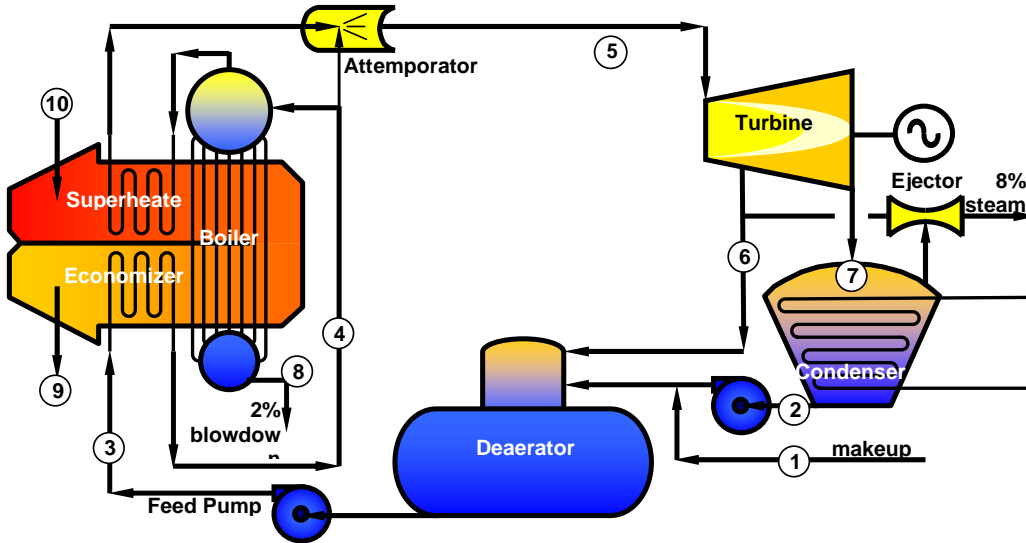 5
Attemporator
10
Turbine
Ejector
8%
steam
Superheate
Boiler
Economizer
6
7
4
9
8
Condenser
2%
blowdow
n
2
3
Deaerator
makeup
1
Feed Pump